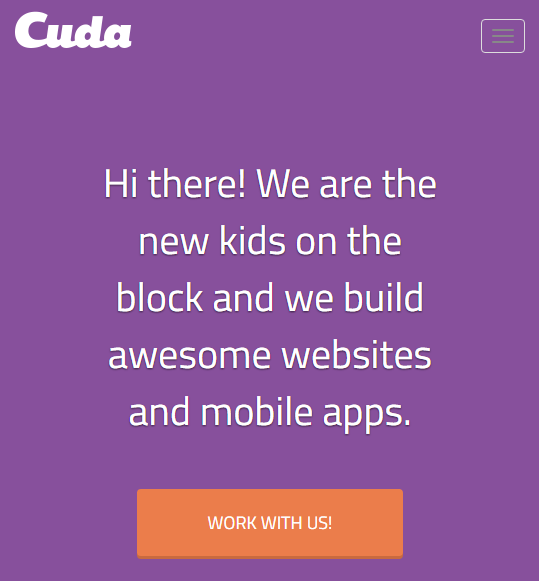 Cuda
Hi there! We are the
new kids on the
block and we build
awesome websites
and mobile apps.
WORK WITH US!